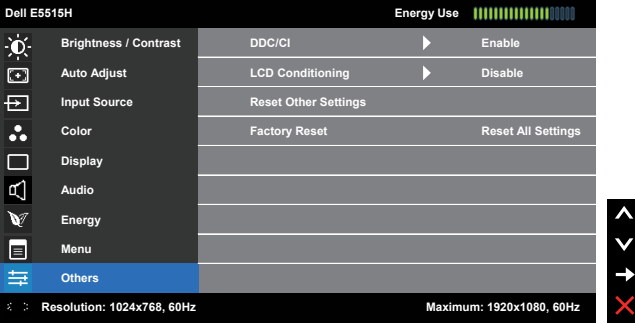 Dell E5515H Energy Use
Brightness / Contrast DDC/CI Enable
Auto Adjust LCD Conditioning Disable
Input Source Reset Other Settings
Color Factory Reset Reset All Settings
Display
Audio
Energy
Menu
Others
Resolution: 1024x768, 60Hz Maximum: 1920x1080, 60Hz